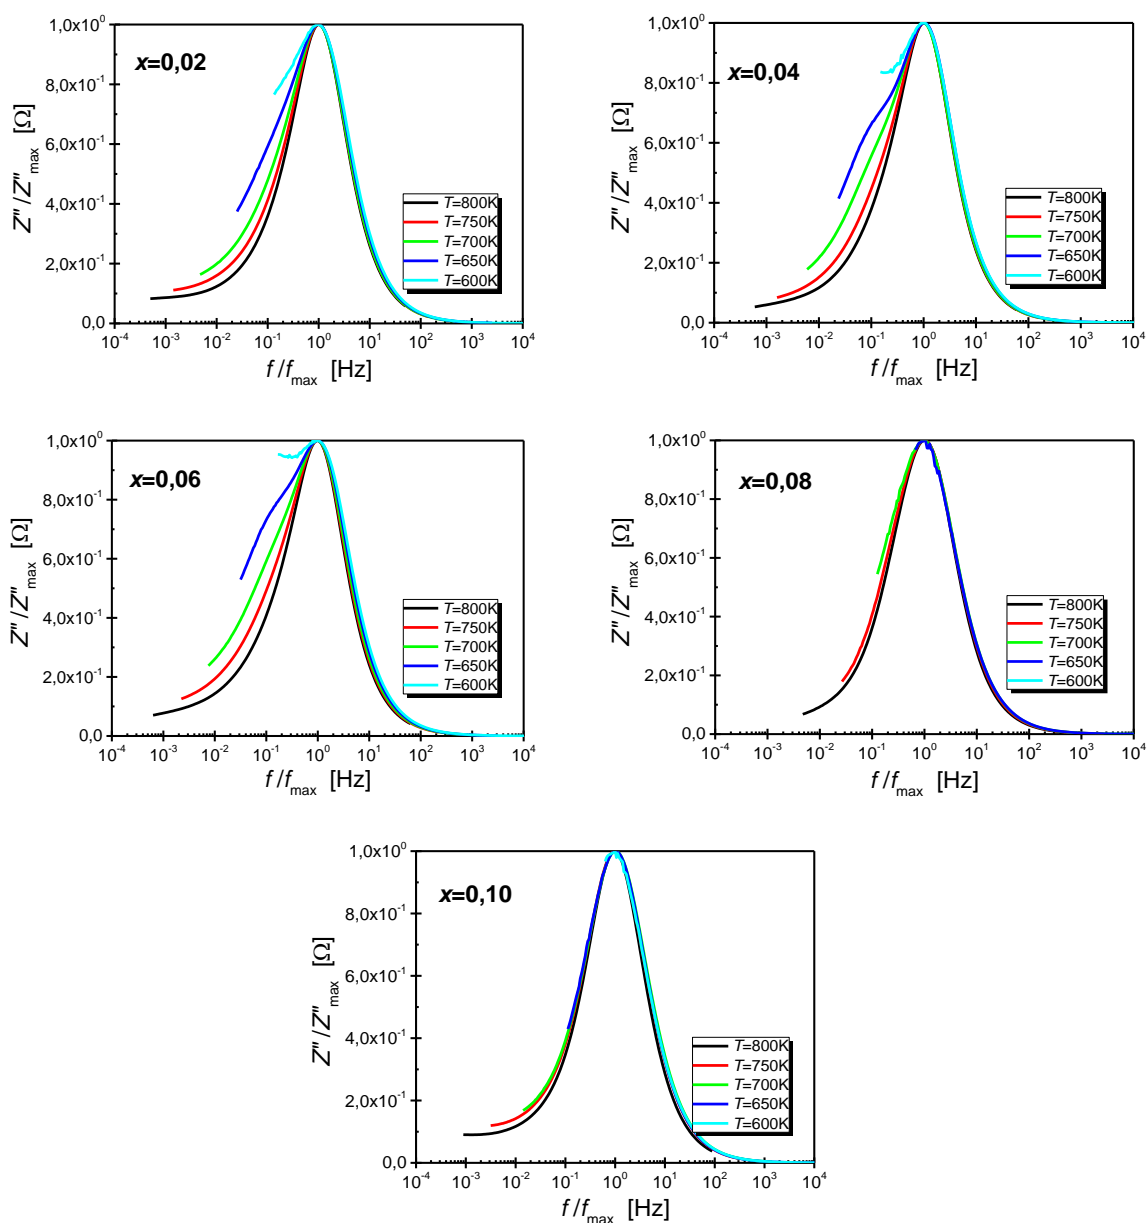 x=0,02
Z''/Z''max [Ω]
1,0x10⁰
8,0x10⁻¹
6,0x10⁻¹
4,0x10⁻¹
2,0x10⁻¹
0,0
T=800K
T=750K
T=700K
T=650K
T=600K
10⁻⁴ 10⁻³ 10⁻² 10⁻¹ 10⁰ 10¹ 10² 10³ 10⁴
f/fmax [Hz]
x=0,04
Z''/Z''max [Ω]
1,0x10⁰
8,0x10⁻¹
6,0x10⁻¹
4,0x10⁻¹
2,0x10⁻¹
0,0
T=800K
T=750K
T=700K
T=650K
T=600K
10⁻⁴ 10⁻³ 10⁻² 10⁻¹ 10⁰ 10¹ 10² 10³ 10⁴
f/fmax [Hz]
x=0,06
Z''/Z''max [Ω]
1,0x10⁰
8,0x10⁻¹
6,0x10⁻¹
4,0x10⁻¹
2,0x10⁻¹
0,0
T=800K
T=750K
T=700K
T=650K
T=600K
10⁻⁴ 10⁻³ 10⁻² 10⁻¹ 10⁰ 10¹ 10² 10³ 10⁴
f/fmax [Hz]
x=0,08
Z''/Z''max [Ω]
1,0x10⁰
8,0x10⁻¹
6,0x10⁻¹
4,0x10⁻¹
2,0x10⁻¹
0,0
T=800K
T=750K
T=700K
T=650K
T=600K
10⁻⁴ 10⁻³ 10⁻² 10⁻¹ 10⁰ 10¹ 10² 10³ 10⁴
f/fmax [Hz]
x=0,10
Z''/Z''max [Ω]
1,0x10⁰
8,0x10⁻¹
6,0x10⁻¹
4,0x10⁻¹
2,0x10⁻¹
0,0
T=800K
T=750K
T=700K
T=650K
T=600K
10⁻⁴ 10⁻³ 10⁻² 10⁻¹ 10⁰ 10¹ 10² 10³ 10⁴
f/fmax [Hz]